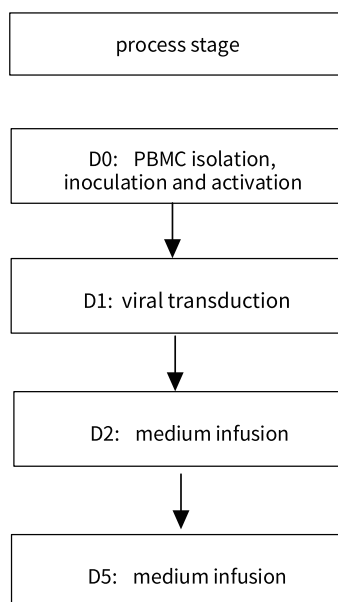 process stage
D0: PBMC isolation,
inoculation and activation
D1: viral transduction
D2: medium infusion
D5: medium infusion